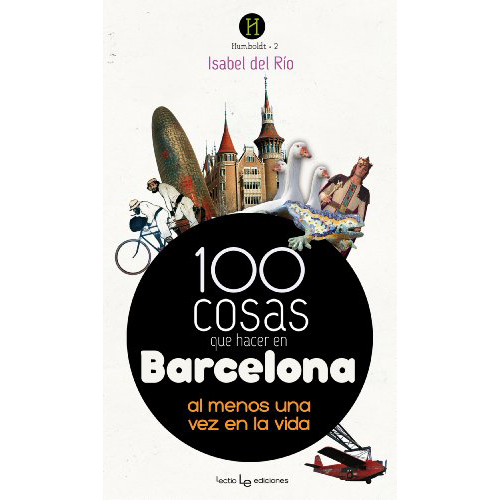 H
Humboldt · 2
Isabel del Río
100
cosas
que hacer en
Barcelona
al menos una
vez en la vida
Lectio Le ediciones